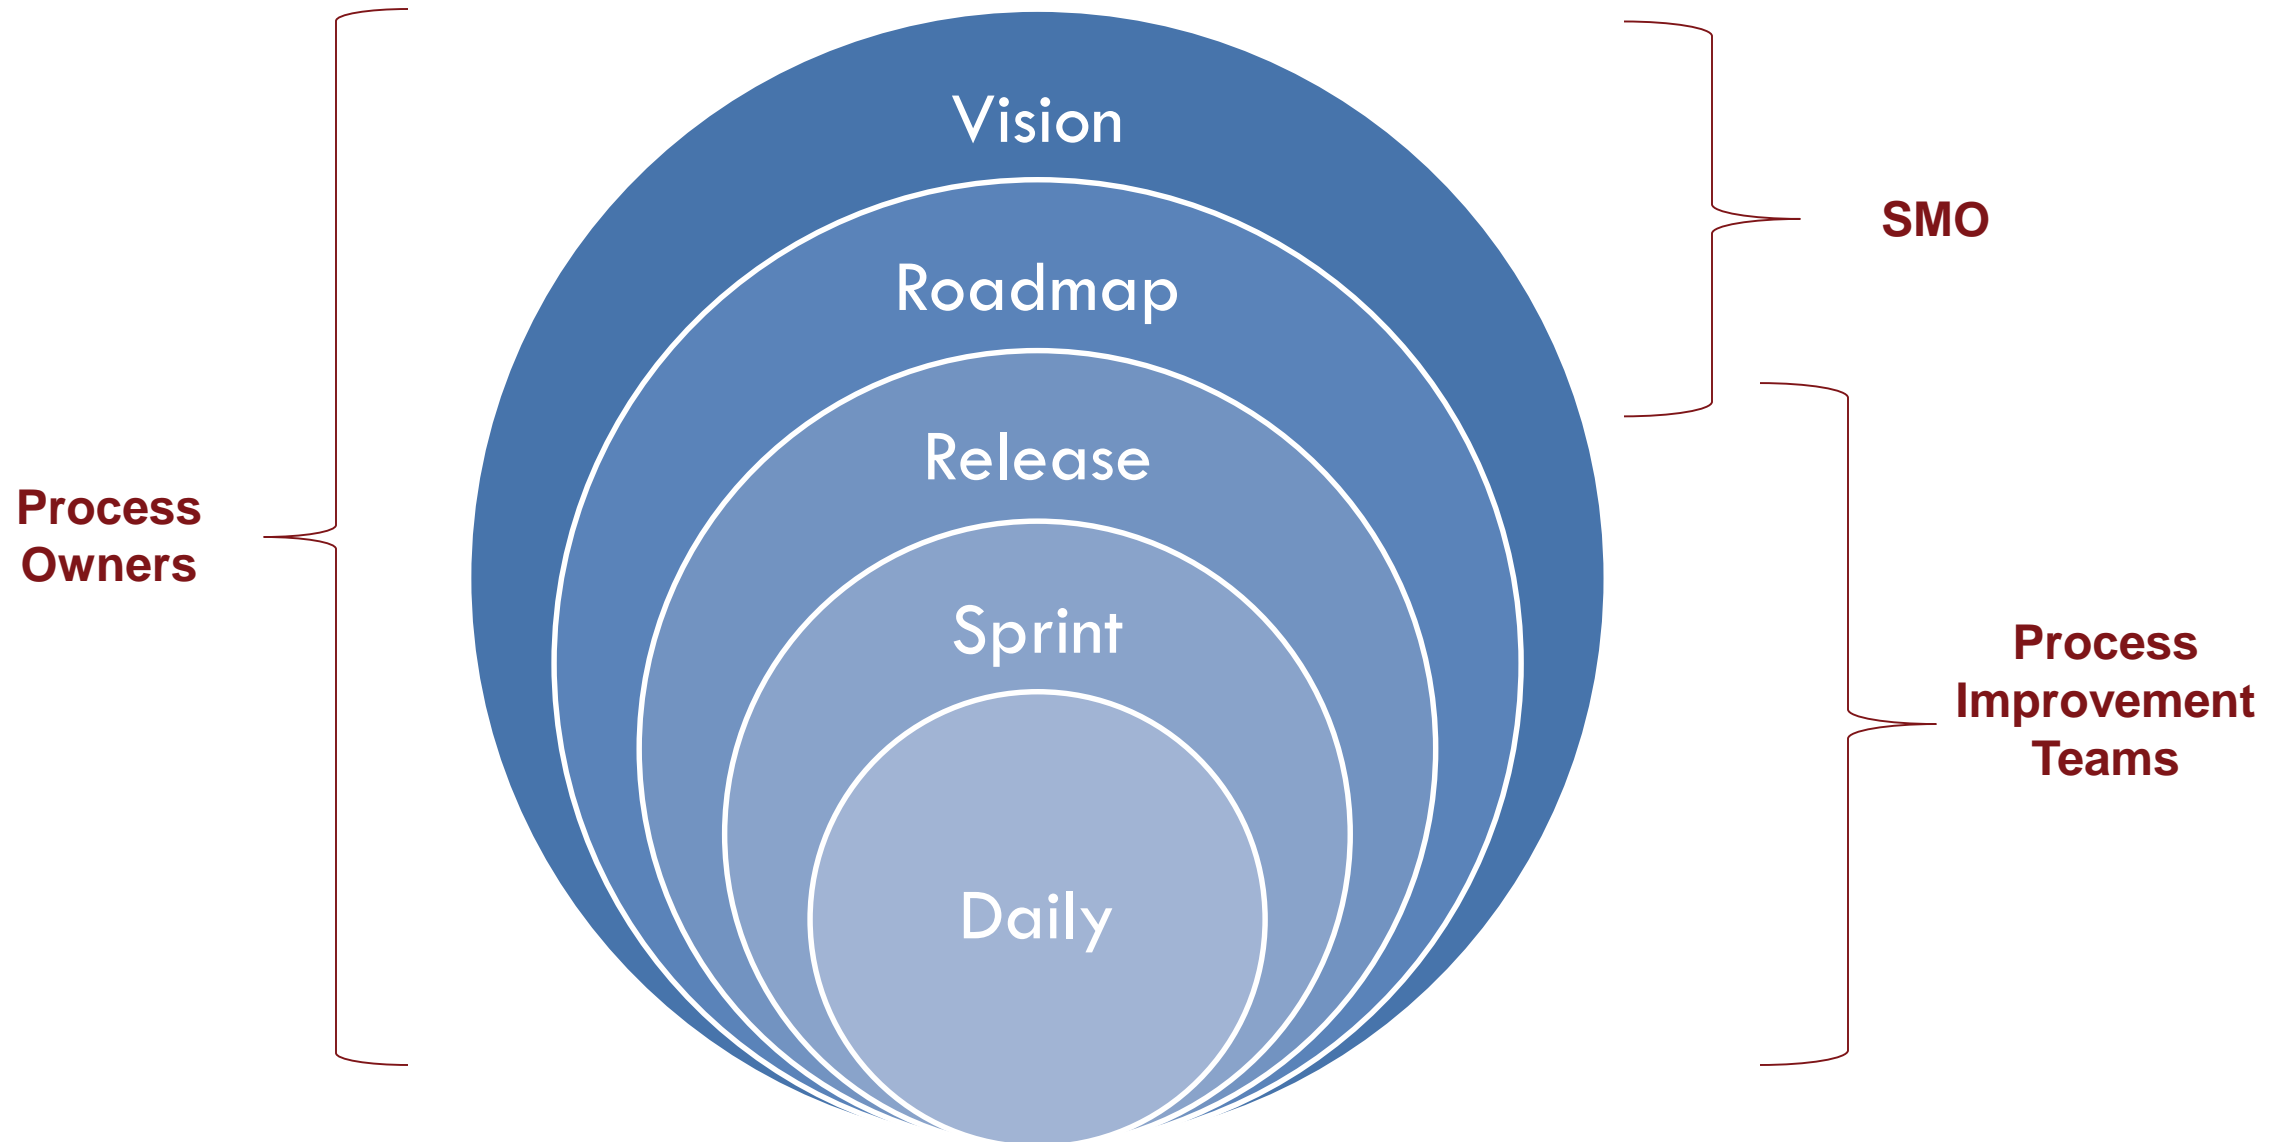 Vision
Roadmap
Release
Sprint
Daily
Process
Owners
SMO
Process
Improvement
Teams